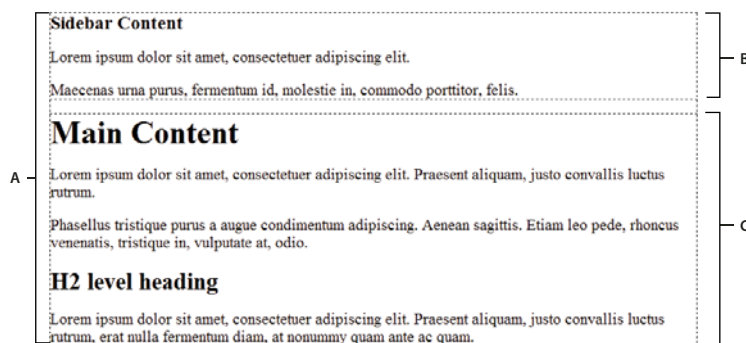 Sidebar Content
Lorem ipsum dolor sit amet, consectetuer adipiscing elit.
B
Maecenas urna purus, fermentum id, molestie in, commodo porttitor, felis.
Main Content
A
Lorem ipsum dolor sit amet, consectetuer adipiscing elit. Praesent aliquam, justo convallis luctus
rutrum.
Phasellus tristique purus a augue condimentum adipiscing. Aenean sagittis. Etiam leo pede, rhoncus
C
venenatis, tristique in, vulputate at, odio.
H2 level heading
Lorem ipsum dolor sit amet, consectetuer adipiscing elit. Praesent aliquam, justo convallis luctus
rutrum, erat nulla fermentum diam, at nonummy quam ante ac quam.